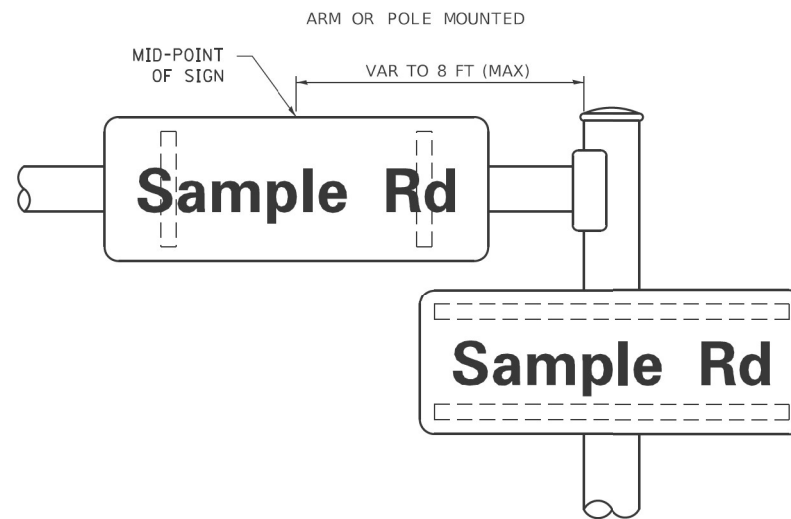 ARM OR POLE MOUNTED
MID-POINT
OF SIGN
VAR TO 8 FT (MAX)
Sample Rd
Sample Rd